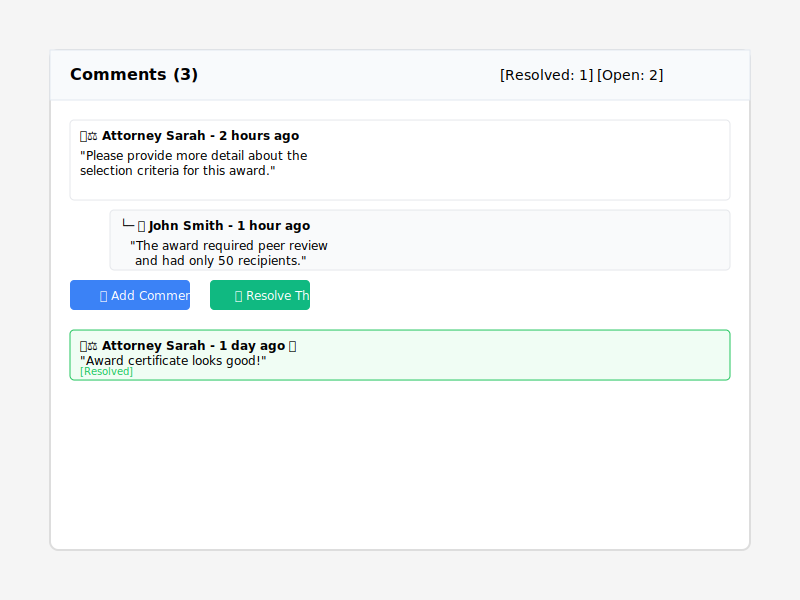 Comments (3)
[Resolved: 1] [Open: 2]
⚖ Attorney Sarah - 2 hours ago
"Please provide more detail about the
selection criteria for this award."
└─ John Smith - 1 hour ago
"The award required peer review
and had only 50 recipients."
Add Commen
Resolve Th
⚖ Attorney Sarah - 1 day ago
"Award certificate looks good!"
[Resolved]